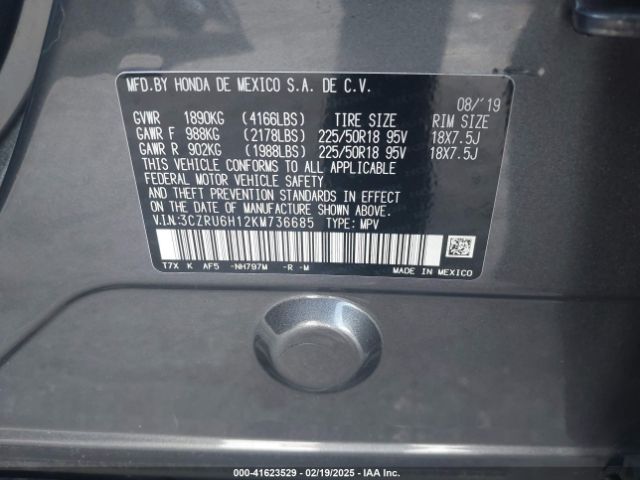 MFD.BY HONDA DE MEXICO S.A. DE C.V.
08/'19
GVWR 1890KG (4166LBS) TIRE SIZE RIM SIZE
GAWR F 988KG (2178LBS) 225/50R18 95V 18X7.5J
GAWR R 902KG (1988LBS) 225/50R18 95V 18X7.5J
THIS VEHICLE CONFORMS TO ALL APPLICABLE
FEDERAL MOTOR VEHICLE SAFETY
AND THEFT PREVENTION STANDARDS IN EFFECT
ON THE DATE OF MANUFACTURE SHOWN ABOVE.
V.I.N:3CZRU6H12KM736685 TYPE: MPV
T7X K AF5 -NH797M -R -M
MADE IN MEXICO
000-41623529 - 02/19/2025 - IAA Inc.